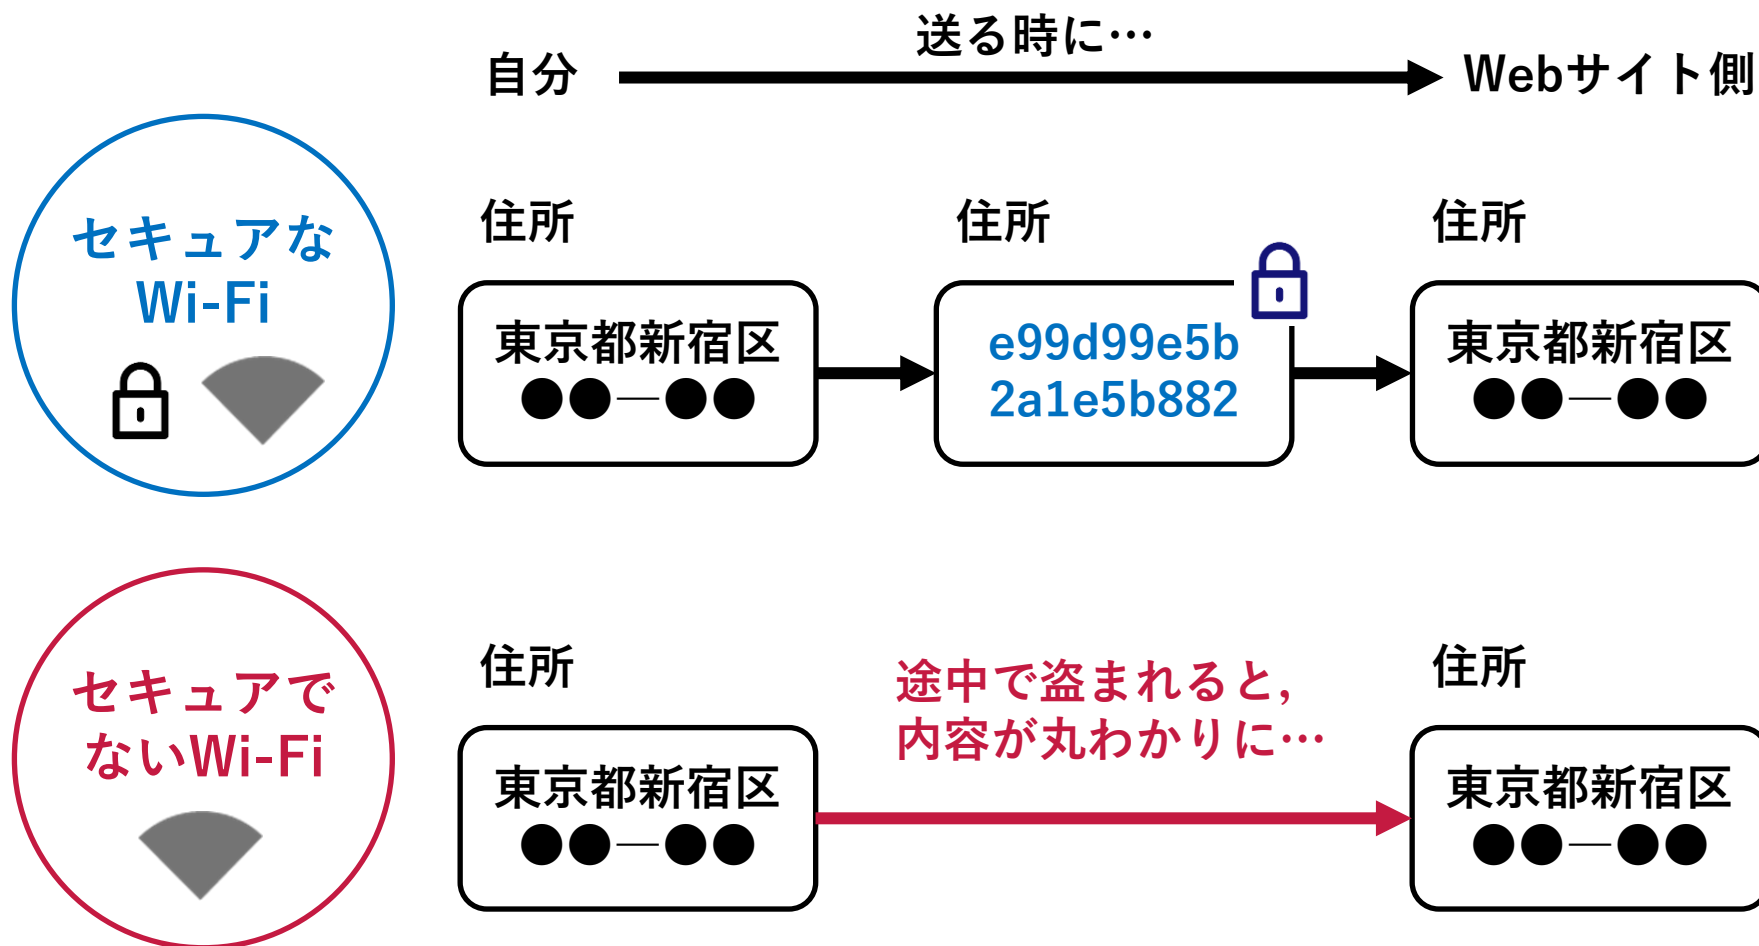 送る時に…
自分
Webサイト側
セキュアな
Wi-Fi
住所
東京都新宿区
●●—●●
住所
e99d99e5b
2a1e5b882
住所
東京都新宿区
●●—●●
セキュアで
ないWi-Fi
住所
東京都新宿区
●●—●●
途中で盗まれると,
内容が丸わかりに…
住所
東京都新宿区
●●—●●